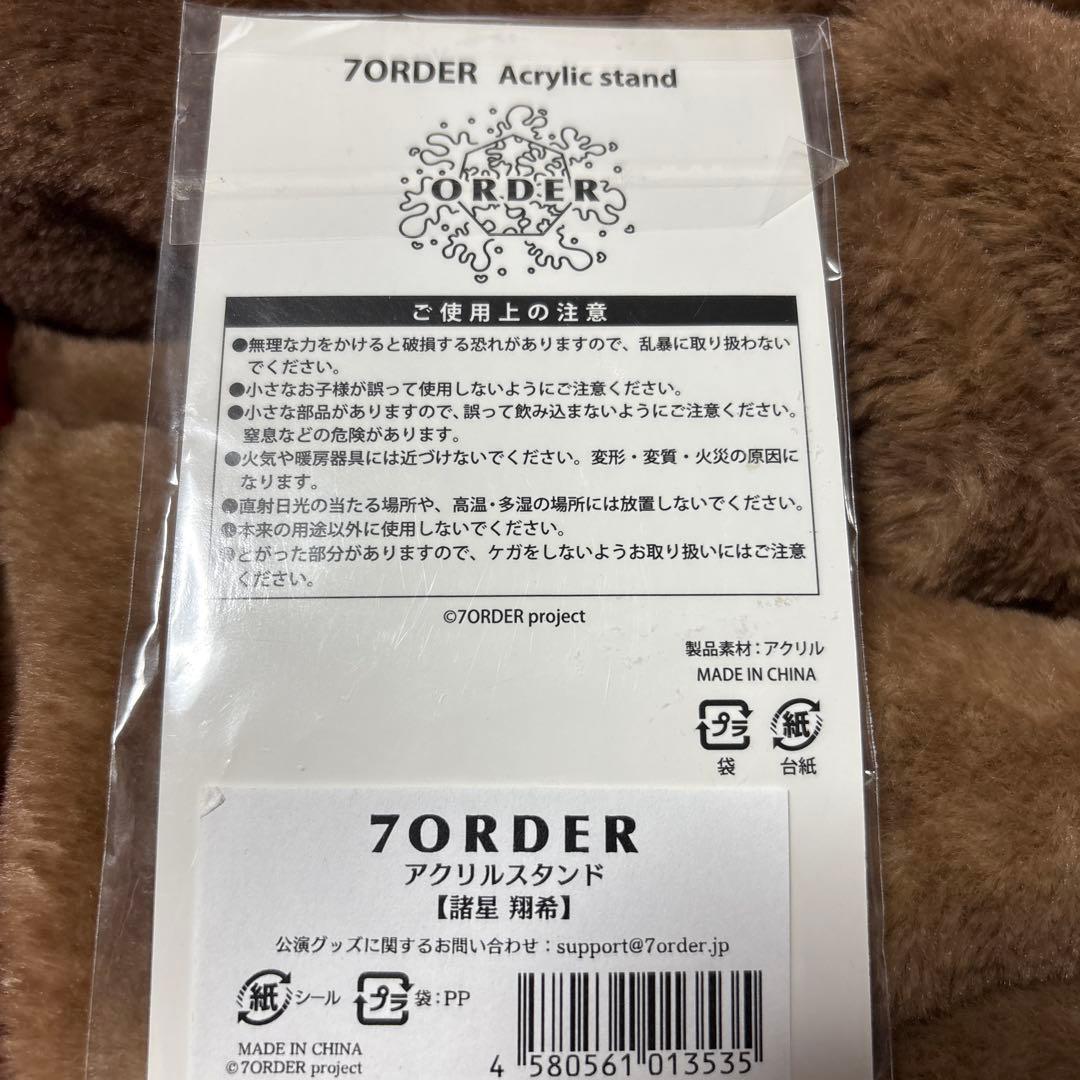 7ORDER Acrylic stand
ORDER
ご使用上の注意
●無理な力をかけると破損する恐れがありますので、乱暴に取り扱わない
でください。
●小さなお子様が誤って使用しないようにご注意ください。
●小さな部品がありますので、誤って飲み込まないようにご注意ください。
窒息などの危険があります。
●火気や暖房器具には近づけないでください。変形・変質・火災の原因に
なります。
●直射日光の当たる場所や、高温・多湿の場所には放置しないでください。
●本来の用途以外に使用しないでください。
●とがった部分がありますので、ケガをしないようお取り扱いにはご注意
ください。
©7ORDER project
製品素材：アクリル
MADE IN CHINA
プラ 紙
袋 台紙
7ORDER
アクリルスタンド
【諸星 翔希】
公演グッズに関するお問い合わせ：support@7order.jp
紙 シール プラ 袋：PP
MADE IN CHINA
©7ORDER project
4 580561 013535